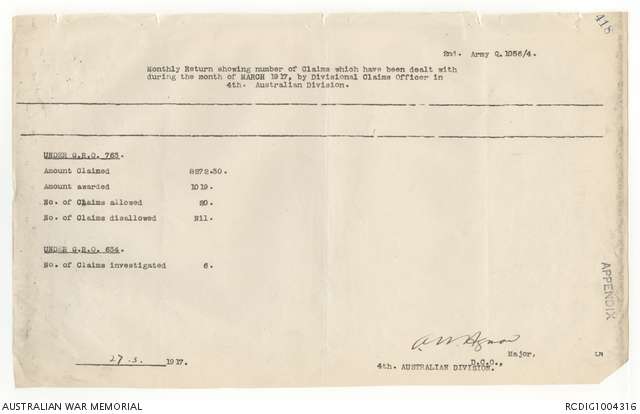 418
2nd. Army Q.1956/4.
Monthly Return showing number of Claims which have been dealt with
during the month of MARCH 1917, by Divisional Claims Officer in
4th. Australian Division.
UNDER G.R.O. 763.
Amount Claimed 8272.50.
Amount awarded 1019.
No. of Claims allowed 20.
No. of Claims disallowed Nil.
UNDER G.R.O. 634.
No. of Claims investigated 6.
APPENDIX
27.3. 1917.
Major,
D.C.O.,
4th. AUSTRALIAN DIVISION.
AUSTRALIAN WAR MEMORIAL
RCDIG1004316